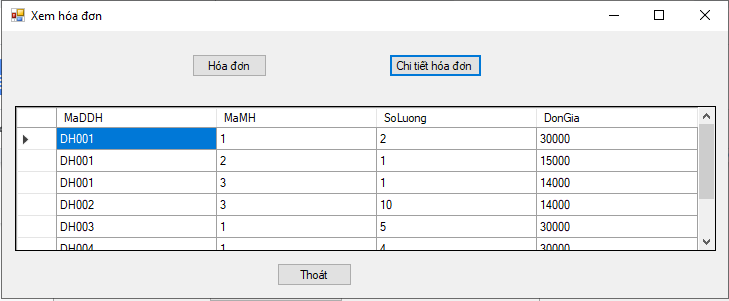 Xem hóa đơn
Hóa đơn Chi tiết hóa đơn
MaDDH MaMH SoLuong DonGia
DH001 1 2 30000
DH001 2 1 15000
DH001 3 1 14000
DH002 3 10 14000
DH003 1 5 30000
DH004 1 4 30000
Thoát